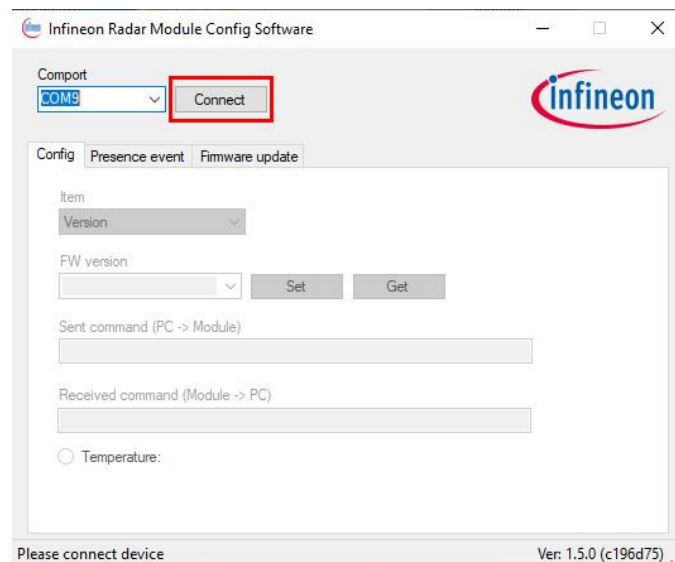 Infineon Radar Module Config Software
Comport
COM9 Connect
infineon
Config Presence event Firmware update
Item
Version
FW version
Set Get
Sent command (PC -> Module)
Received command (Module -> PC)
Temperature:
Please connect device Ver: 1.5.0 (c196d75)